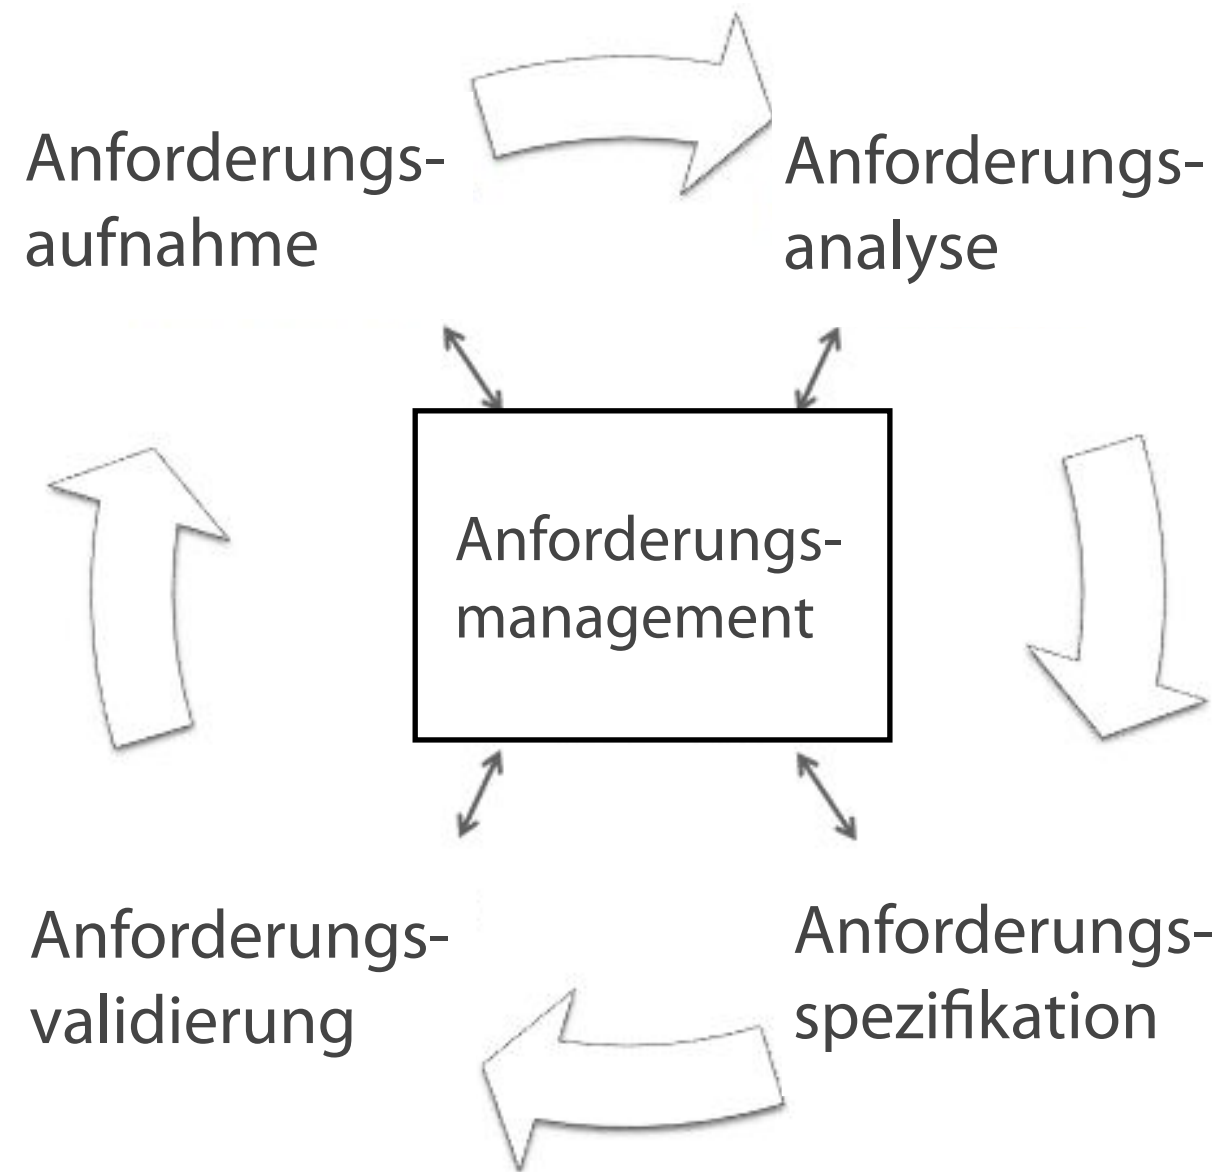 Anforderungs-
aufnahme
Anforderungs-
analyse
Anforderungs-
management
Anforderungs-
validierung
Anforderungs-
spezifikation